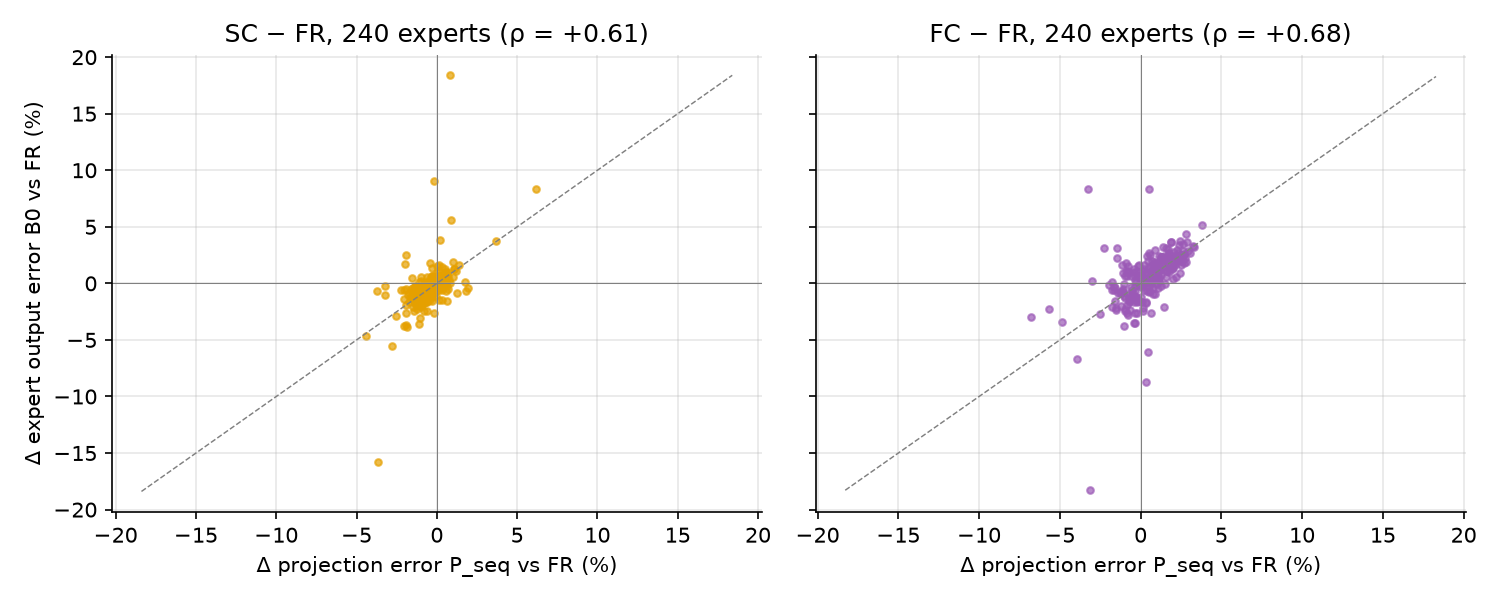 SC − FR, 240 experts (ρ = +0.61)
FC − FR, 240 experts (ρ = +0.68)
Δ expert output error B0 vs FR (%)
20
15
10
5
0
−5
−10
−15
−20
−20 −15 −10 −5 0 5 10 15 20
−20 −15 −10 −5 0 5 10 15 20
Δ projection error P_seq vs FR (%)
Δ projection error P_seq vs FR (%)